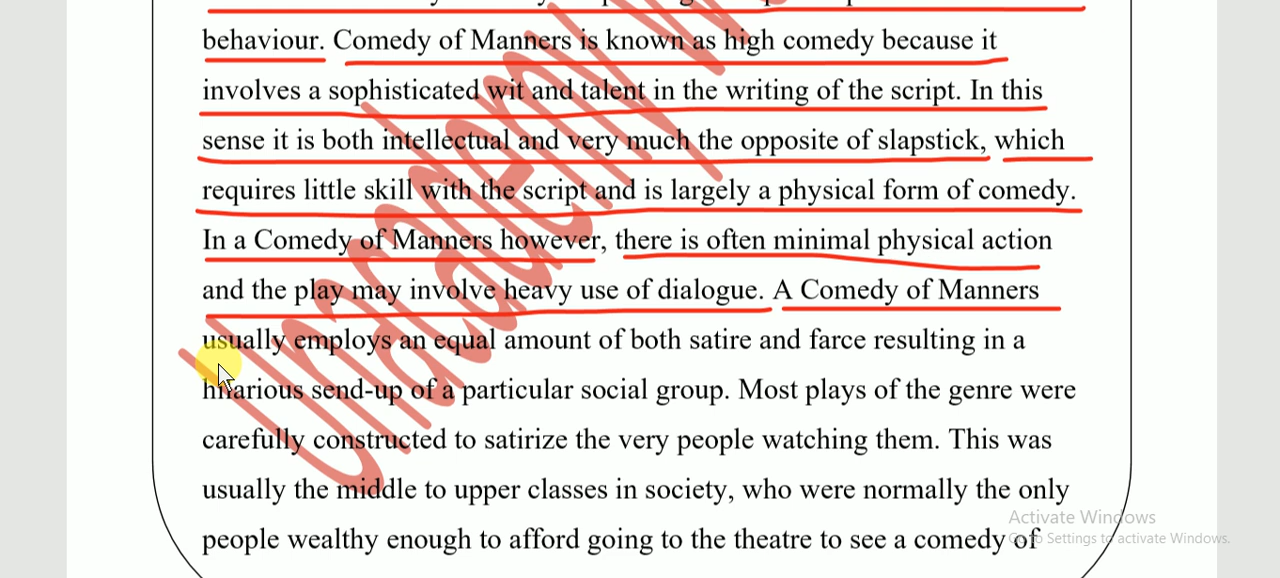 behaviour. Comedy of Manners is known as high comedy because it
involves a sophisticated wit and talent in the writing of the script. In this
sense it is both intellectual and very much the opposite of slapstick, which
requires little skill with the script and is largely a physical form of comedy.
In a Comedy of Manners however, there is often minimal physical action
and the play may involve heavy use of dialogue. A Comedy of Manners
usually employs an equal amount of both satire and farce resulting in a
hilarious send-up of a particular social group. Most plays of the genre were
carefully constructed to satirize the very people watching them. This was
usually the middle to upper classes in society, who were normally the only
people wealthy enough to afford going to the theatre to see a comedy of
Activate Windows
Go to Settings to activate Windows.
Unacademy